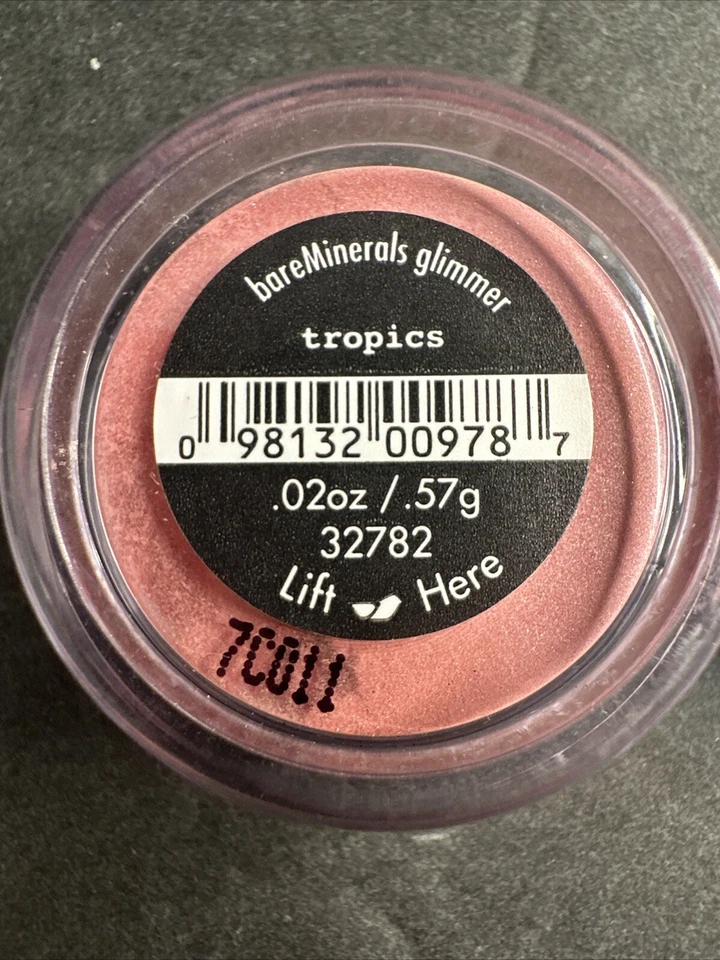 bareMinerals glimmer
tropics
0 98132 00978 7
.02oz / .57g
32782
Lift Here
7C011